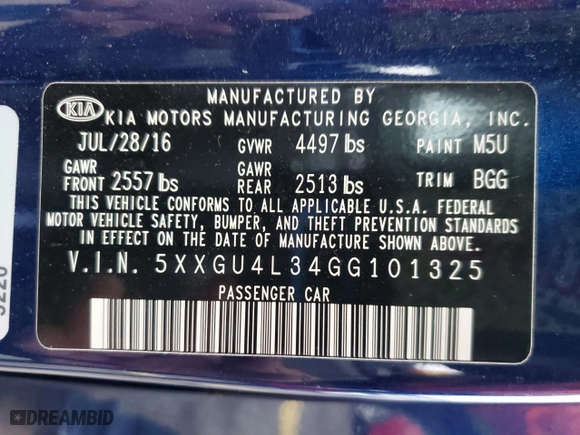 MANUFACTURED BY
KIA KIA MOTORS MANUFACTURING GEORGIA, INC.
JUL/28/16 GVWR 4497 lbs PAINT M5U
GAWR FRONT 2557 lbs GAWR REAR 2513 lbs TRIM BGG
THIS VEHICLE CONFORMS TO ALL APPLICABLE U.S.A. FEDERAL
MOTOR VEHICLE SAFETY, BUMPER, AND THEFT PREVENTION STANDARDS
IN EFFECT ON THE DATE OF MANUFACTURE SHOWN ABOVE.
V.I.N. 5XXGU4L34GG101325
PASSENGER CAR
DREAMBID